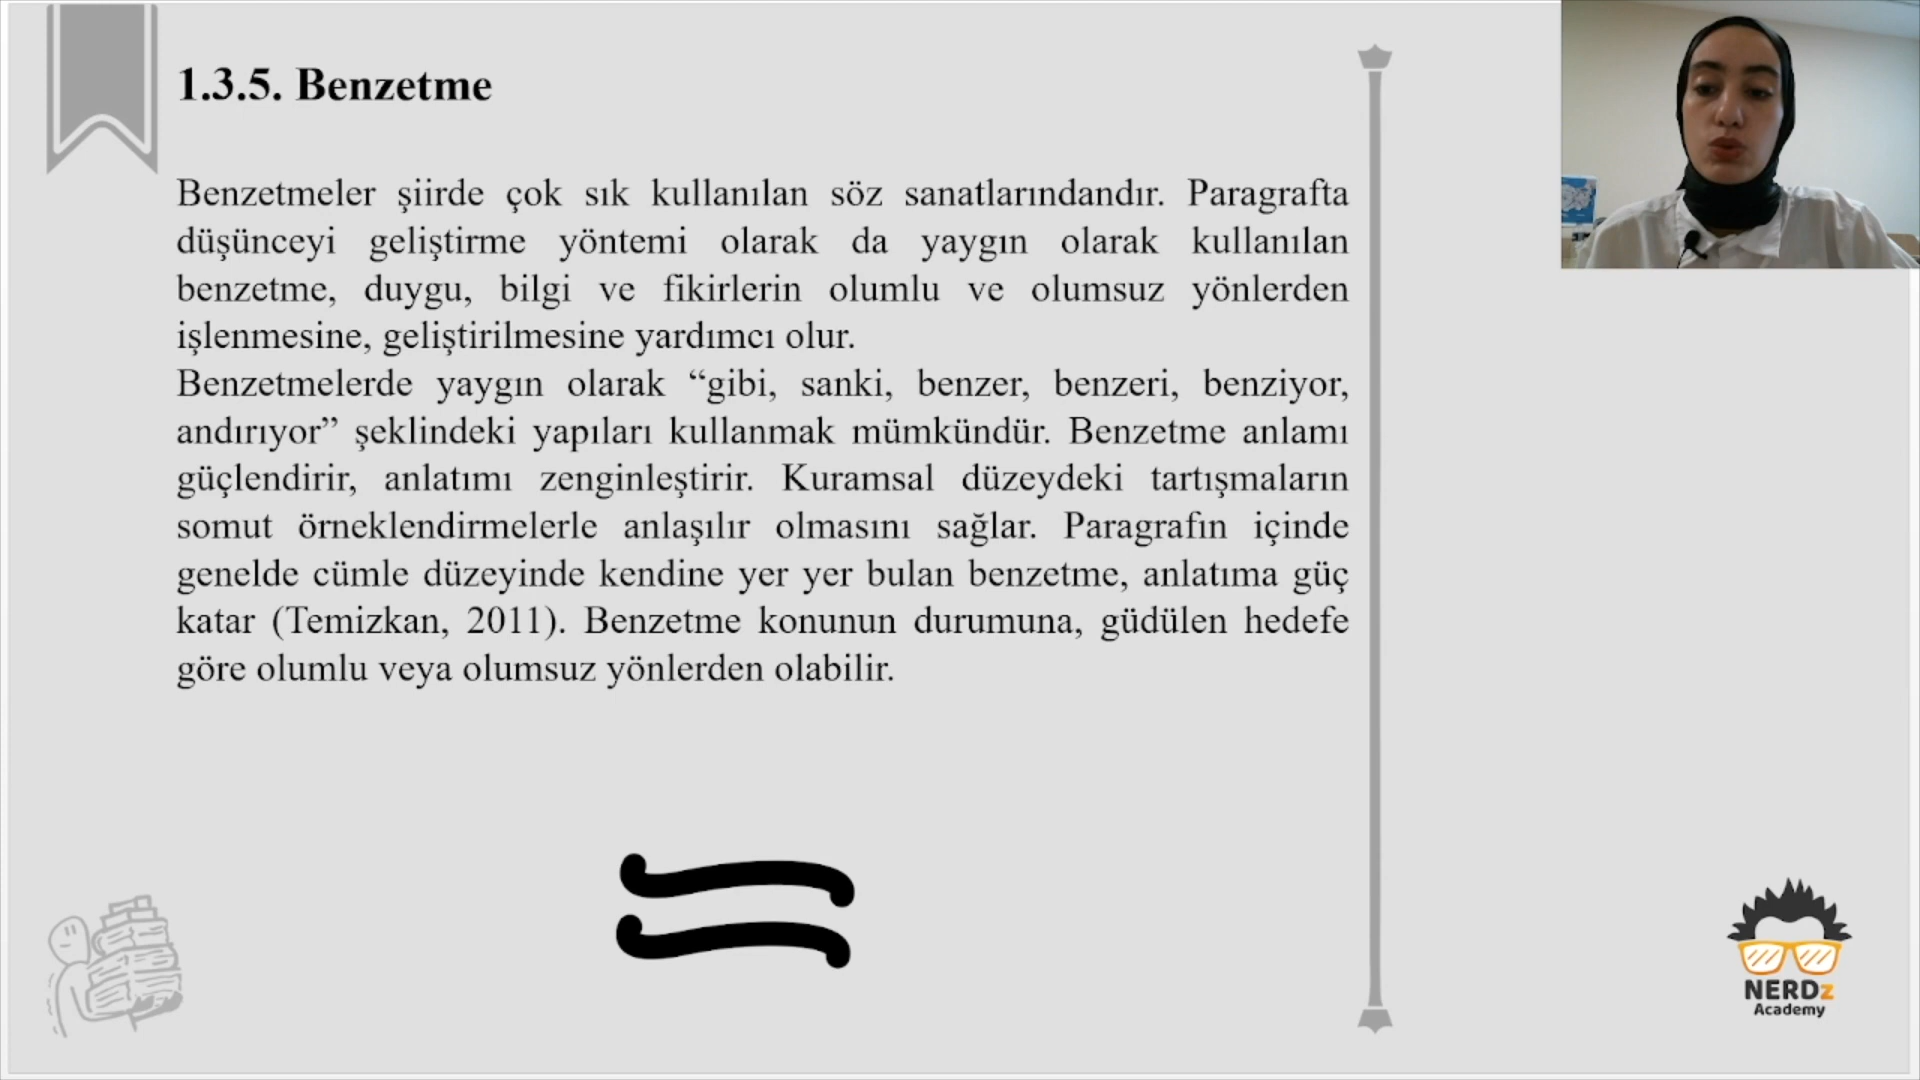 1.3.5. Benzetme
Benzetmeler şiirde çok sık kullanılan söz sanatlarındandır. Paragrafta
düşünceyi geliştirme yöntemi olarak da yaygın olarak kullanılan
benzetme, duygu, bilgi ve fikirlerin olumlu ve olumsuz yönlerden
işlenmesine, geliştirilmesine yardımcı olur.
Benzetmelerde yaygın olarak “gibi, sanki, benzer, benzeri, benziyor,
andırıyor” şeklindeki yapıları kullanmak mümkündür. Benzetme anlamı
güçlendirir, anlatımı zenginleştirir. Kuramsal düzeydeki tartışmaların
somut örneklendirmelerle anlaşılır olmasını sağlar. Paragrafın içinde
genelde cümle düzeyinde kendine yer yer bulan benzetme, anlatıma güç
katar (Temizkan, 2011). Benzetme konunun durumuna, güdülen hedefe
göre olumlu veya olumsuz yönlerden olabilir.
NERDz
Academy